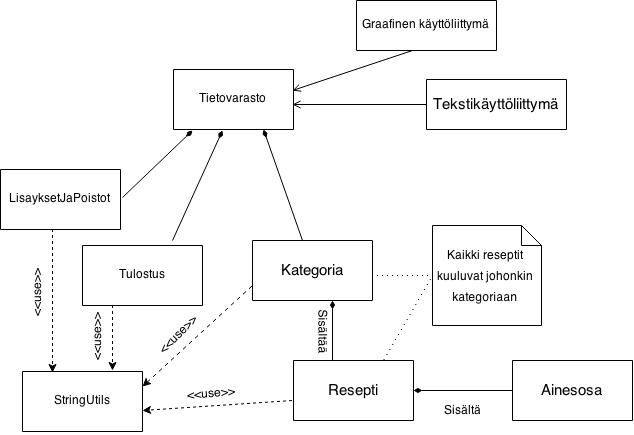 Graafinen käyttöliittymä
Tietovarasto
Tekstikäyttöliittymä
LisayksetJaPoistot
Tulostus
Kategoria
Kaikki reseptit
kuuluvat johonkin
kategoriaan
<<use>>
<<use>>
<<use>>
Sisältää
StringUtils
<<use>>
Resepti
Sisältä
Ainesosa